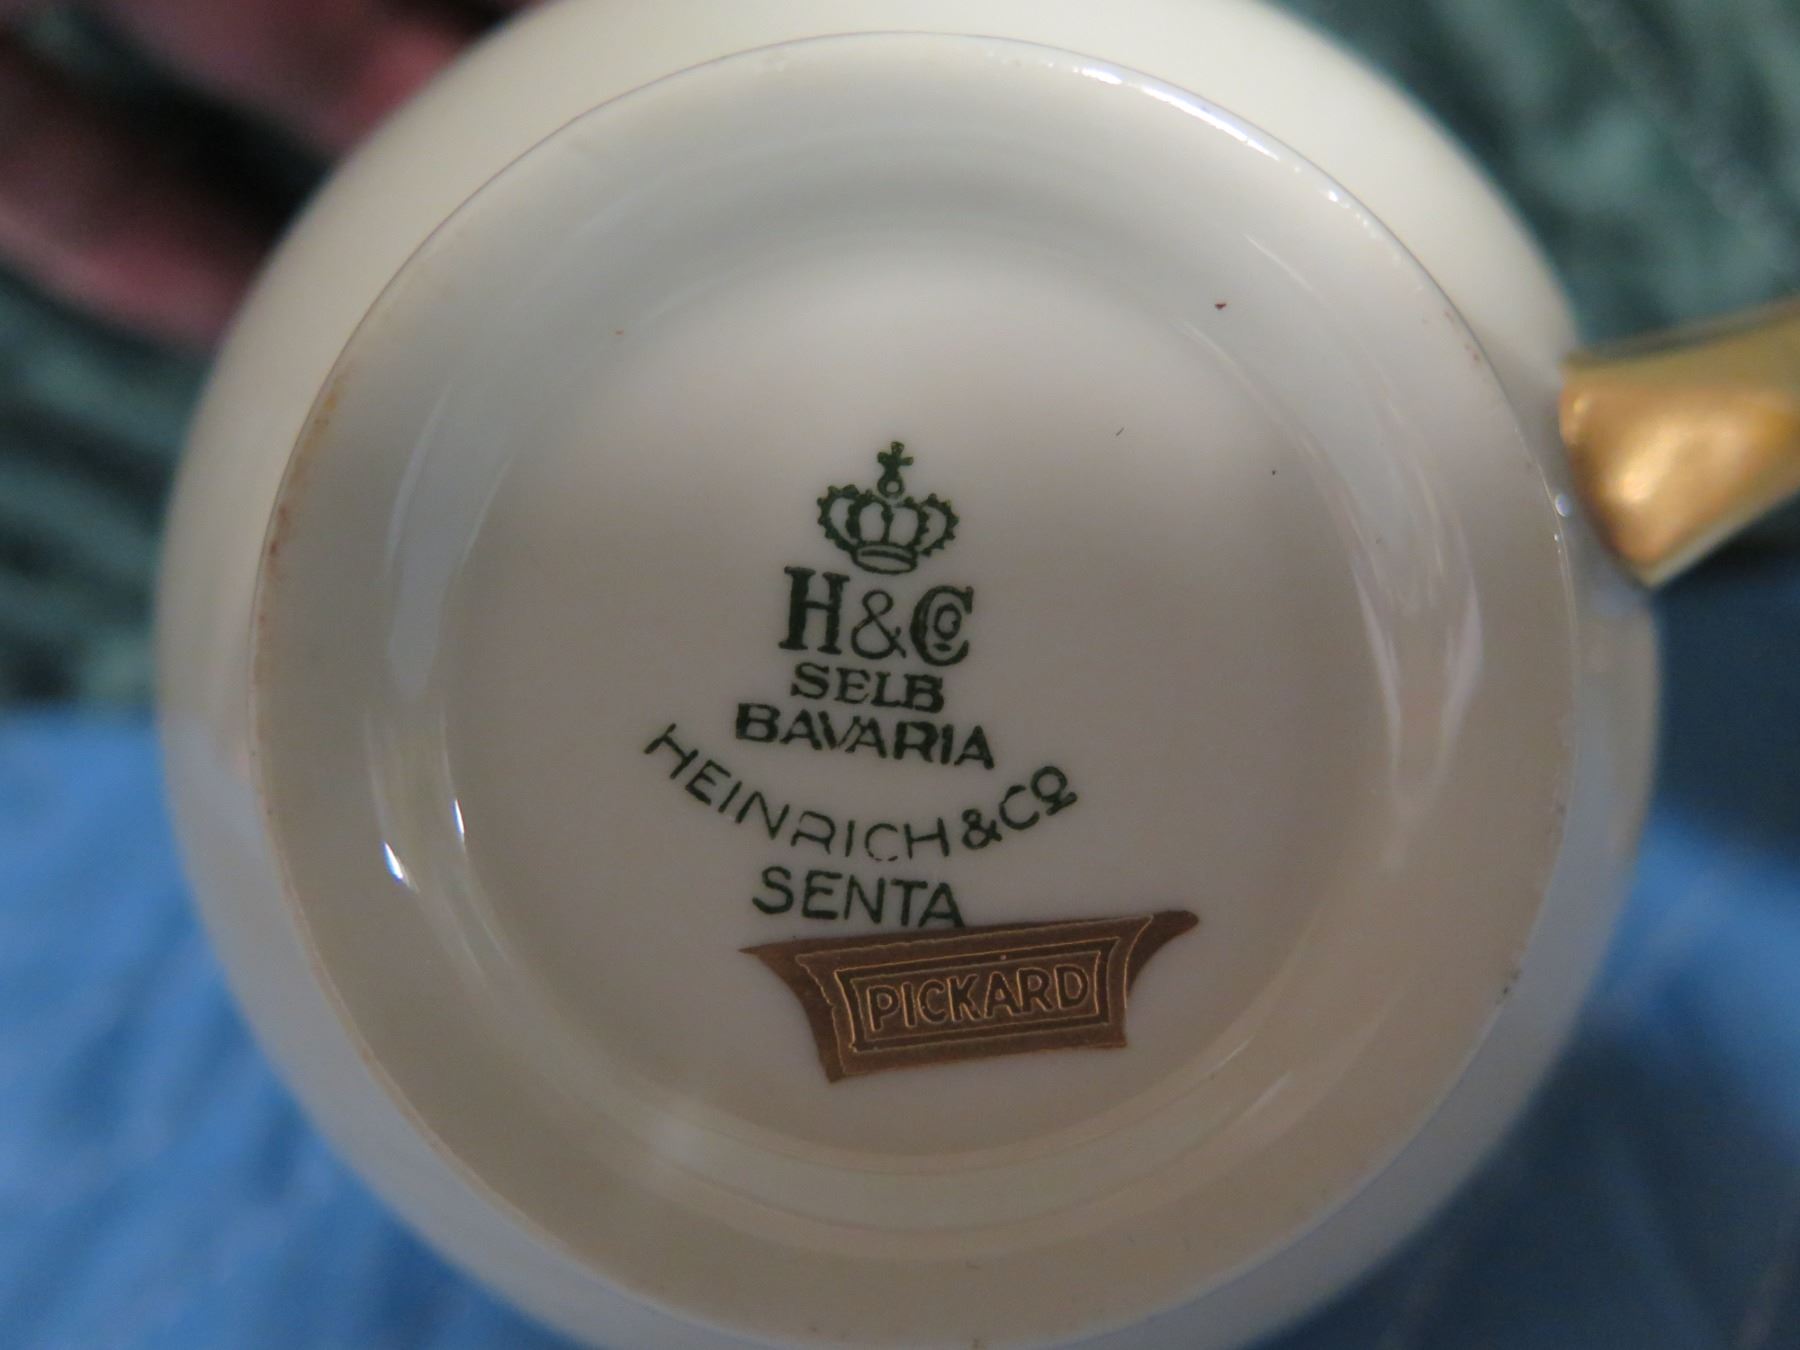 H&Co
SELB
BAVARIA
HEINRICH & Co
SENTA
PICKARD